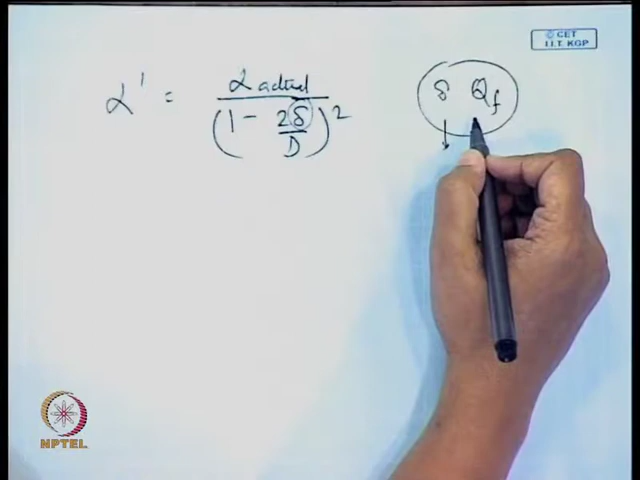 © CET
I.I.T. KGP
α' = α actual / (1 - 2δ/D)²
δ Q_f
NPTEL